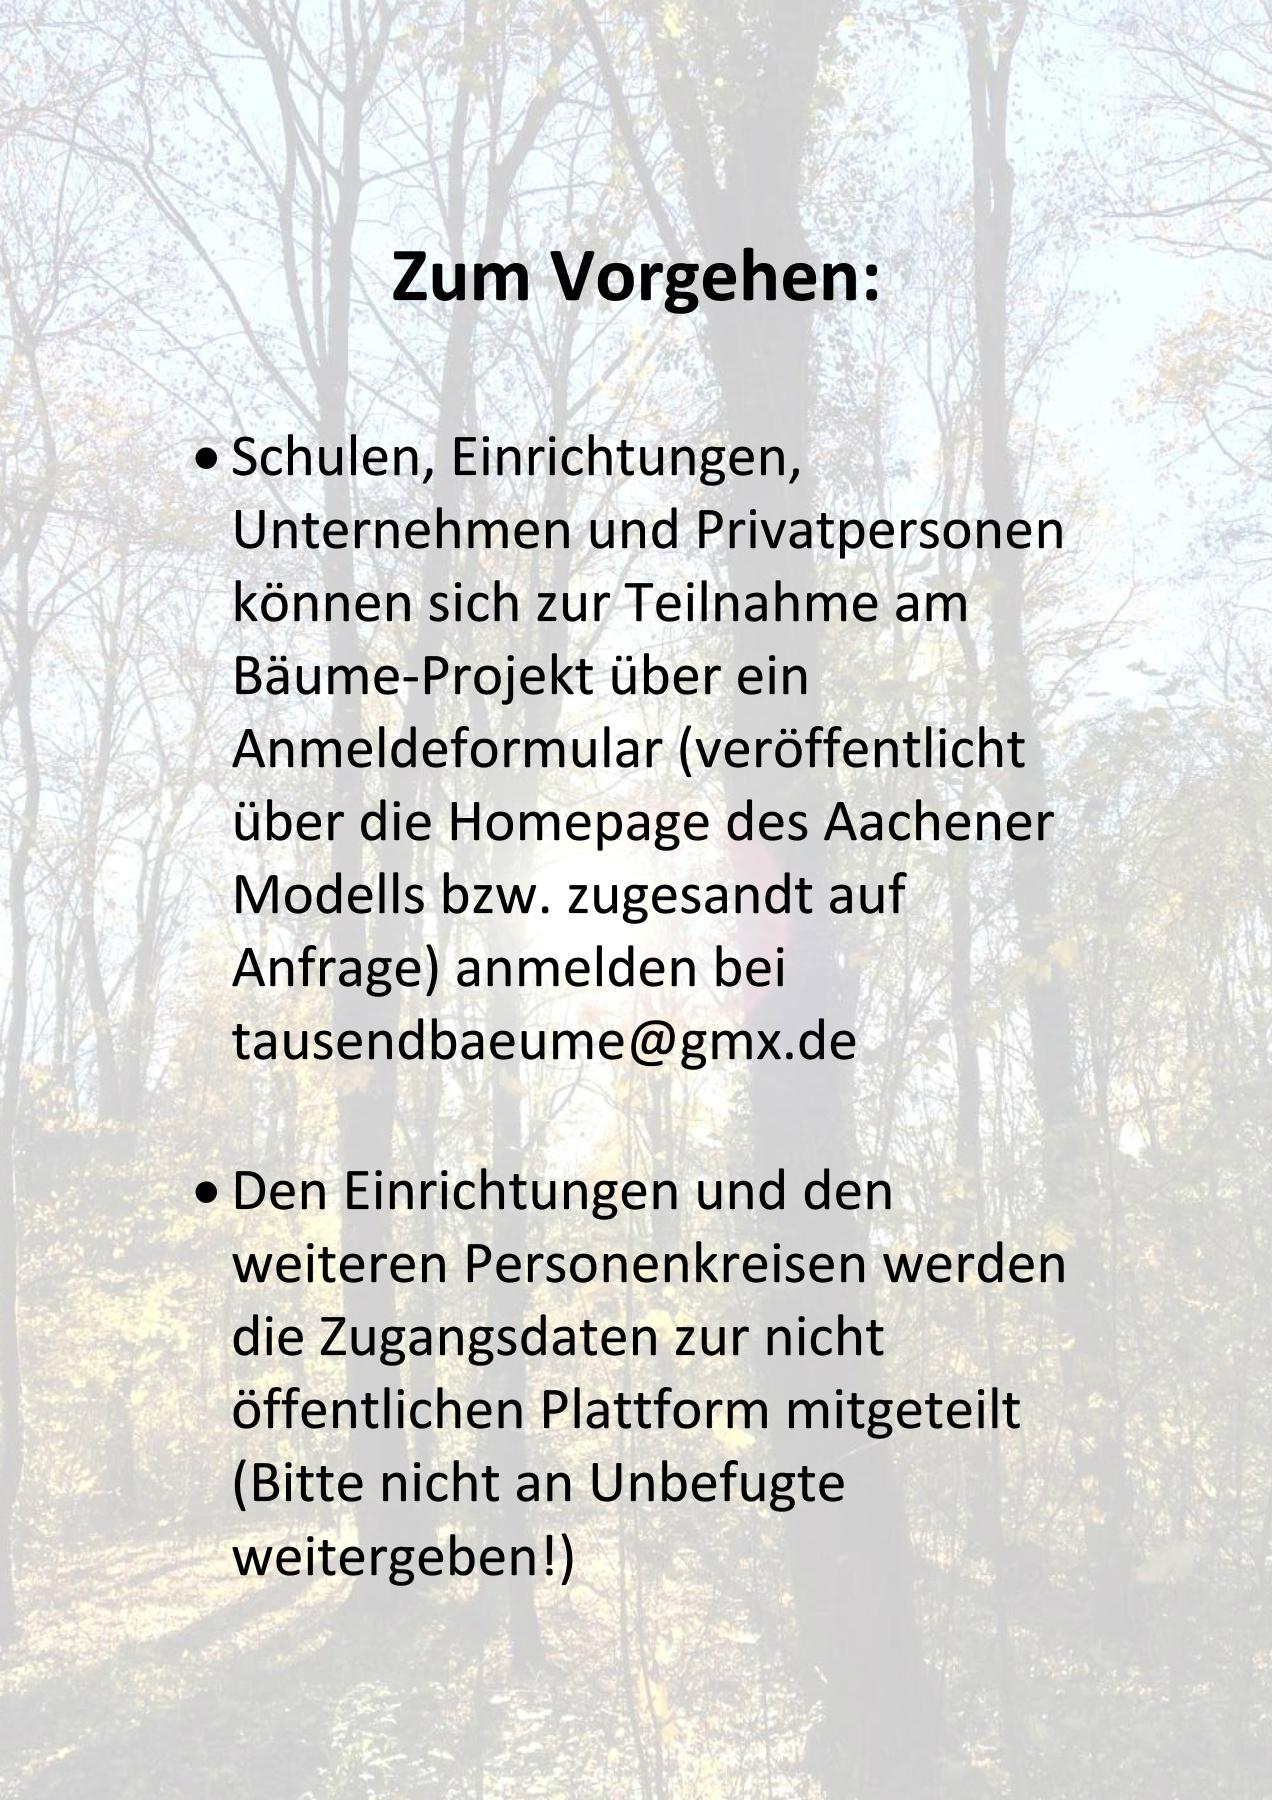 Zum Vorgehen:
• Schulen, Einrichtungen,
Unternehmen und Privatpersonen
können sich zur Teilnahme am
Bäume-Projekt über ein
Anmeldeformular (veröffentlicht
über die Homepage des Aachener
Modells bzw. zugesandt auf
Anfrage) anmelden bei
tausendbaeume@gmx.de
• Den Einrichtungen und den
weiteren Personenkreisen werden
die Zugangsdaten zur nicht
öffentlichen Plattform mitgeteilt
(Bitte nicht an Unbefugte
weitergeben!)